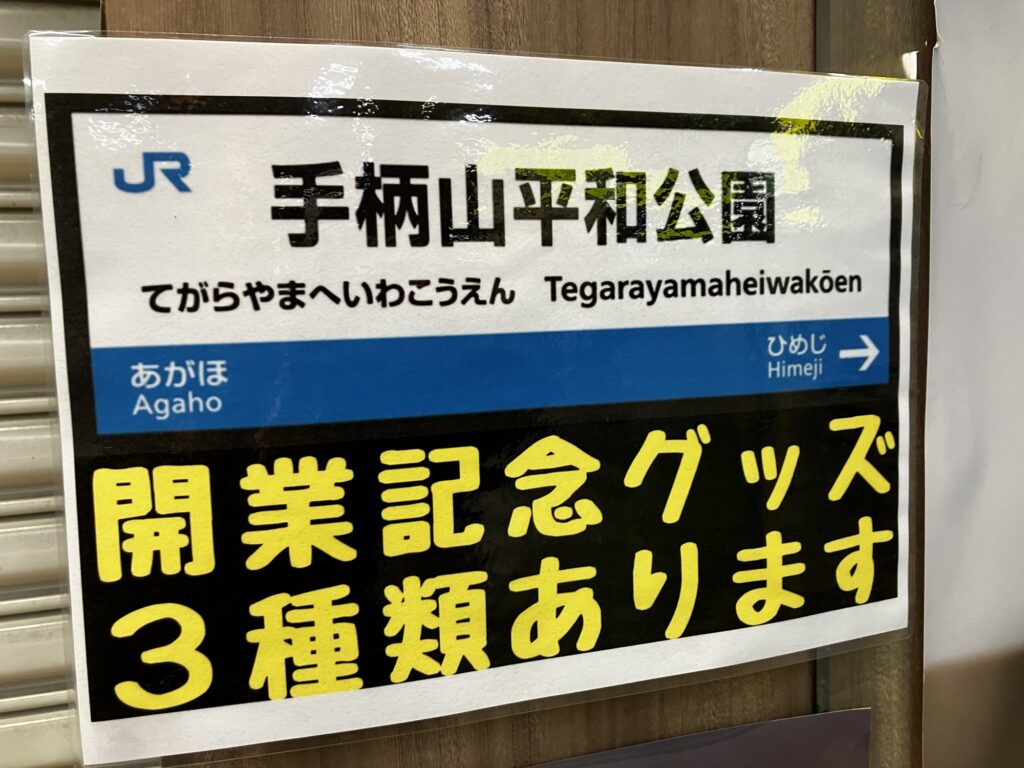 JR
手柄山平和公園
てがらやまへいわこうえん Tegarayamaheiwakōen
あがほ ひめじ
Agaho Himeji →
開業記念グッズ
3種類あります